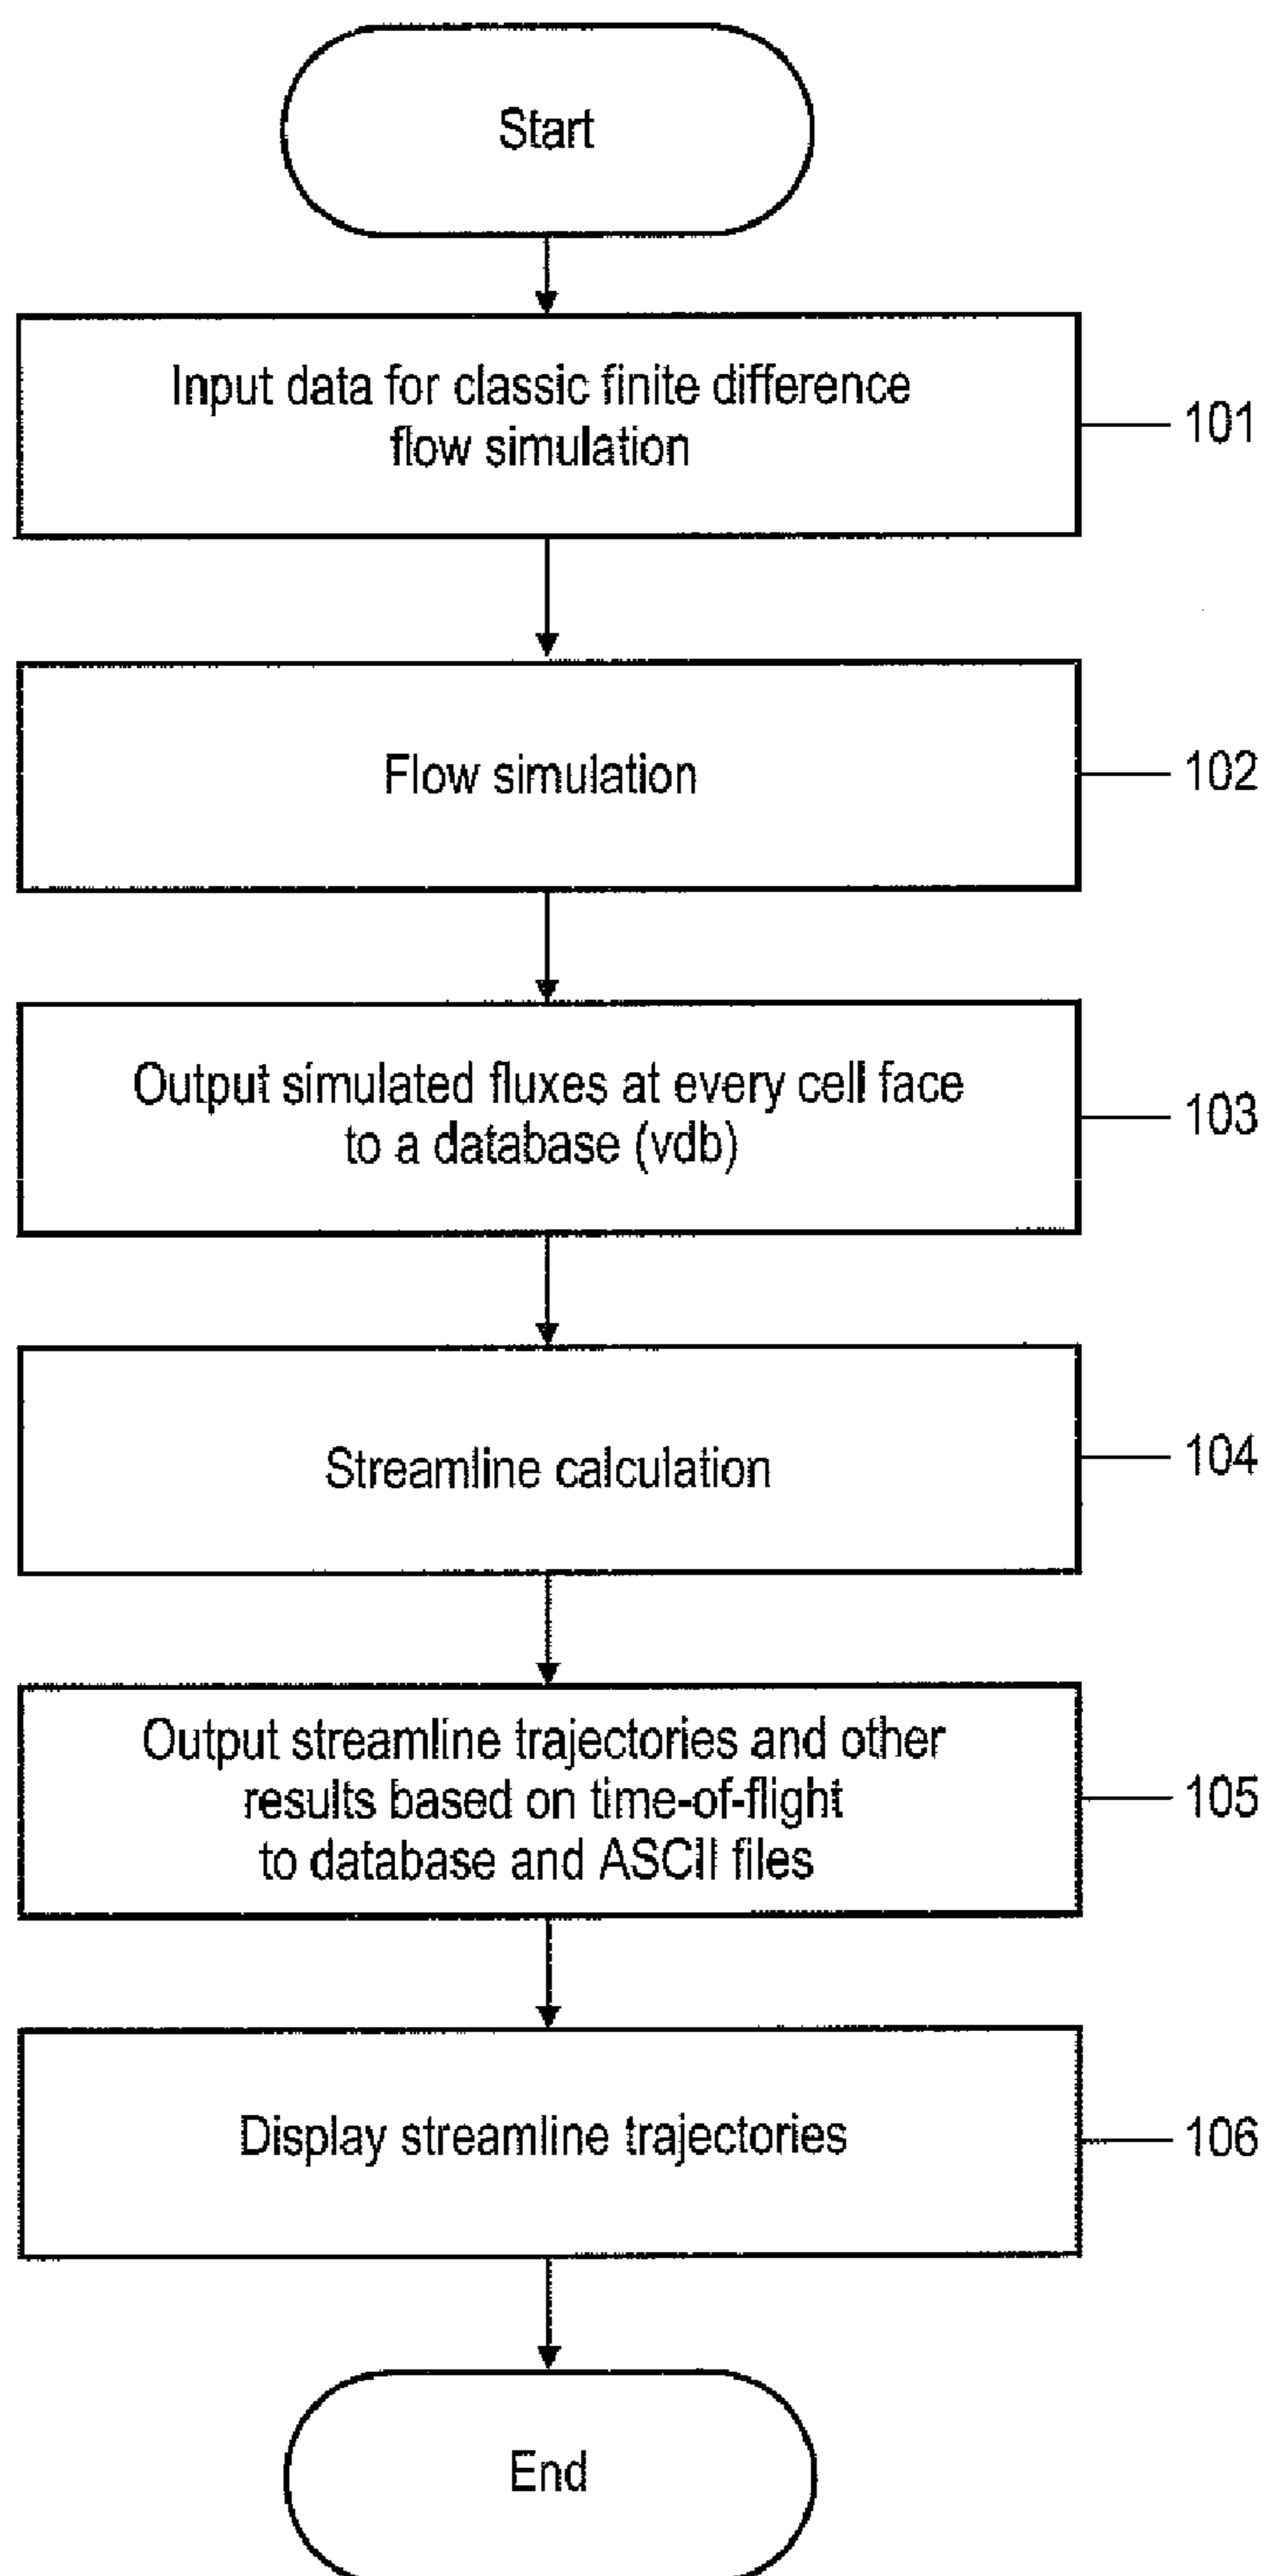 Start
Input data for classic finite difference
flow simulation
101
Flow simulation
102
Output simulated fluxes at every cell face
to a database (vdb)
103
Streamline calculation
104
Output streamline trajectories and other
results based on time-of-flight
to database and ASCII files
105
Display streamline trajectories
106
End